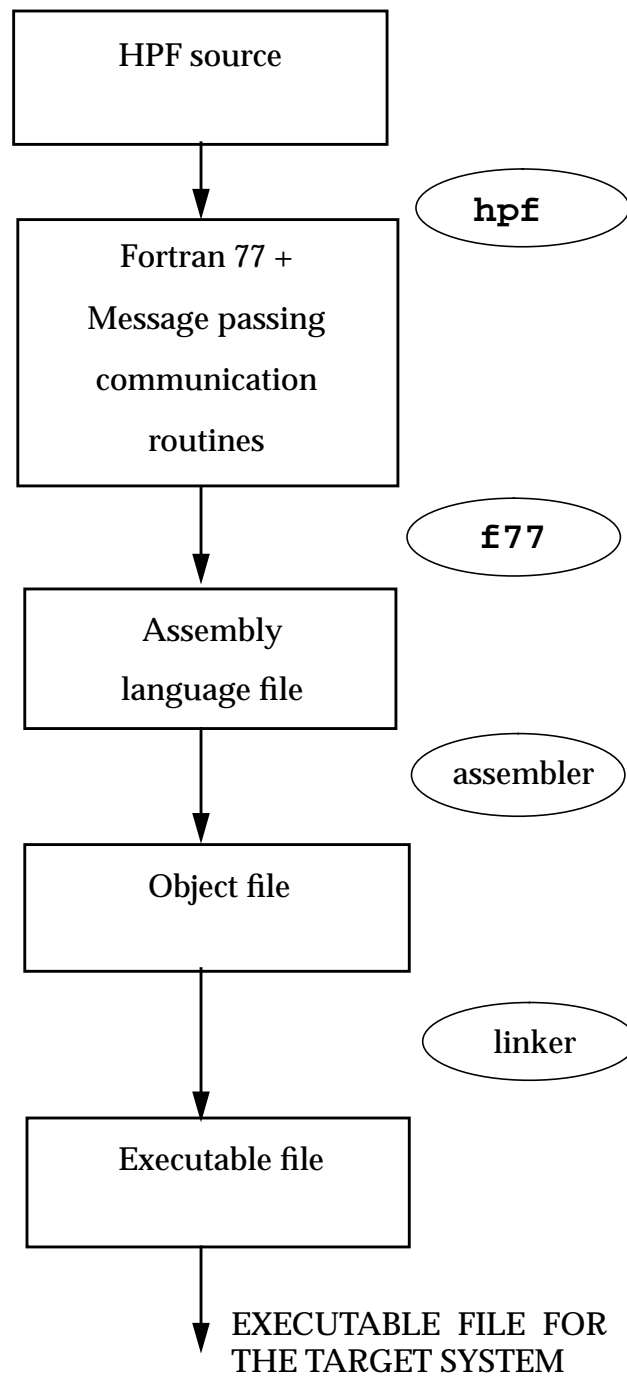 HPF source
hpf
Fortran 77 +
Message passing
communication
routines
f77
Assembly
language file
assembler
Object file
linker
Executable file
EXECUTABLE FILE FOR
THE TARGET SYSTEM